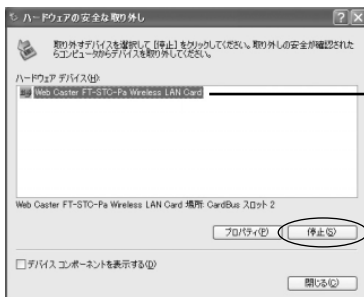 ハードウェアの安全な取り外し
取り外すデバイスを選択して [停止] をクリックしてください。取り外しの安全が確認された
らコンピュータからデバイスを取り外してください。
ハードウェア デバイス(H):
Web Caster FT-STC-Pa Wireless LAN Card
Web Caster FT-STC-Pa Wireless LAN Card 場所: CardBus スロット 2
プロパティ(P)
停止(S)
デバイス コンポーネントを表示する(D)
閉じる(C)